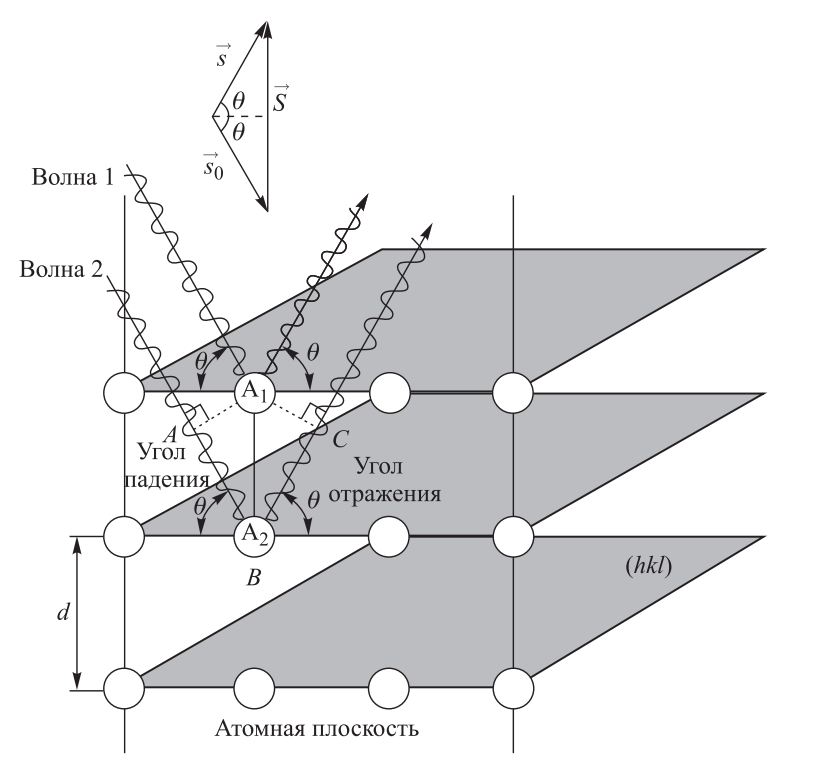 s
θ
S
θ
s₀
Волна 1
Волна 2
θ
θ
A₁
A
C
Угол
падения
Угол
отражения
θ
θ
A₂
B
(hkl)
d
Атомная плоскость